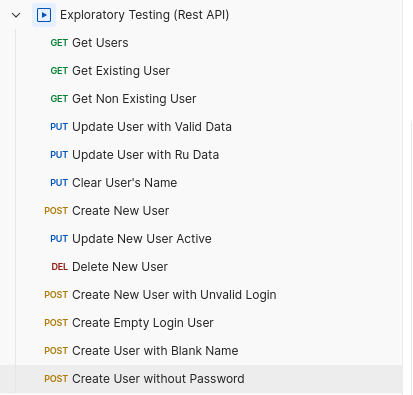 Exploratory Testing (Rest API)
GET Get Users
GET Get Existing User
GET Get Non Existing User
PUT Update User with Valid Data
PUT Update User with Ru Data
PUT Clear User's Name
POST Create New User
PUT Update New User Active
DEL Delete New User
POST Create New User with Unvalid Login
POST Create Empty Login User
POST Create User with Blank Name
POST Create User without Password